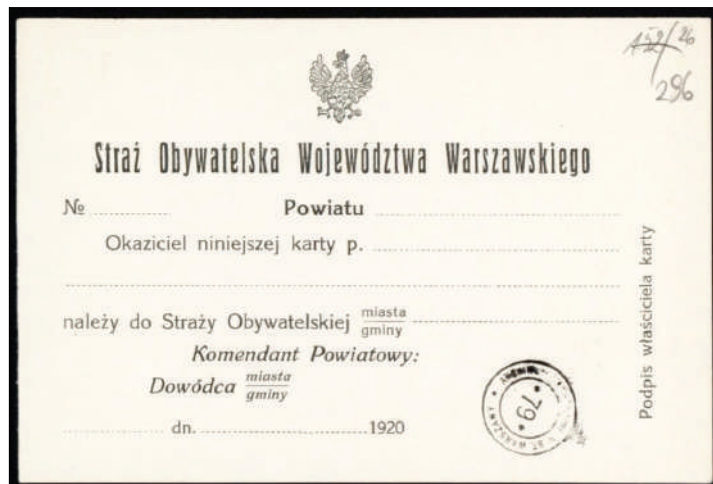 296
Straż Obywatelska Województwa Warszawskiego
№ ............ Powiatu ............
Okaziciel niniejszej karty p. ............
należy do Straży Obywatelskiej miasta/gminy ............
Komendant Powiatowy:
Dowódca miasta/gminy
............ dn. ............ 1920
Podpis właściciela karty
79